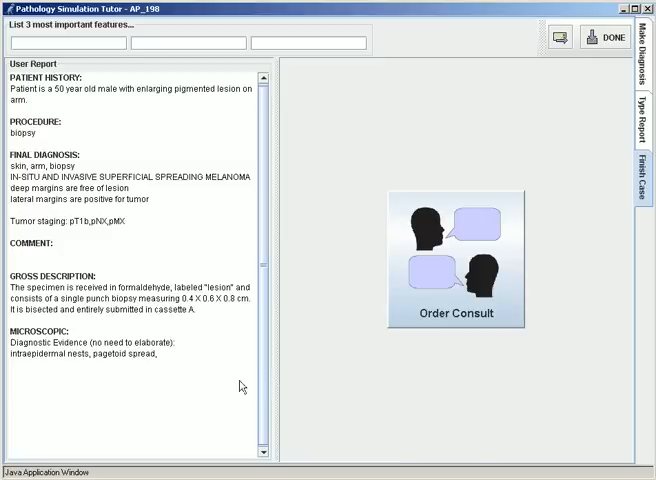 Pathology Simulation Tutor - AP_198
List 3 most important features...
DONE
Make Diagnosis
Type Report
Finish Case
User Report
PATIENT HISTORY:
Patient is a 50 year old male with enlarging pigmented lesion on
arm.
PROCEDURE:
biopsy
FINAL DIAGNOSIS:
skin, arm, biopsy
IN-SITU AND INVASIVE SUPERFICIAL SPREADING MELANOMA
deep margins are free of lesion
lateral margins are positive for tumor
Tumor staging: pT1b,pNX,pMX
COMMENT:
GROSS DESCRIPTION:
The specimen is received in formaldehyde, labeled "lesion" and
consists of a single punch biopsy measuring 0.4 X 0.6 X 0.8 cm.
It is bisected and entirely submitted in cassette A.
MICROSCOPIC:
Diagnostic Evidence (no need to elaborate):
intraepidermal nests, pagetoid spread,
Order Consult
Java Application Window